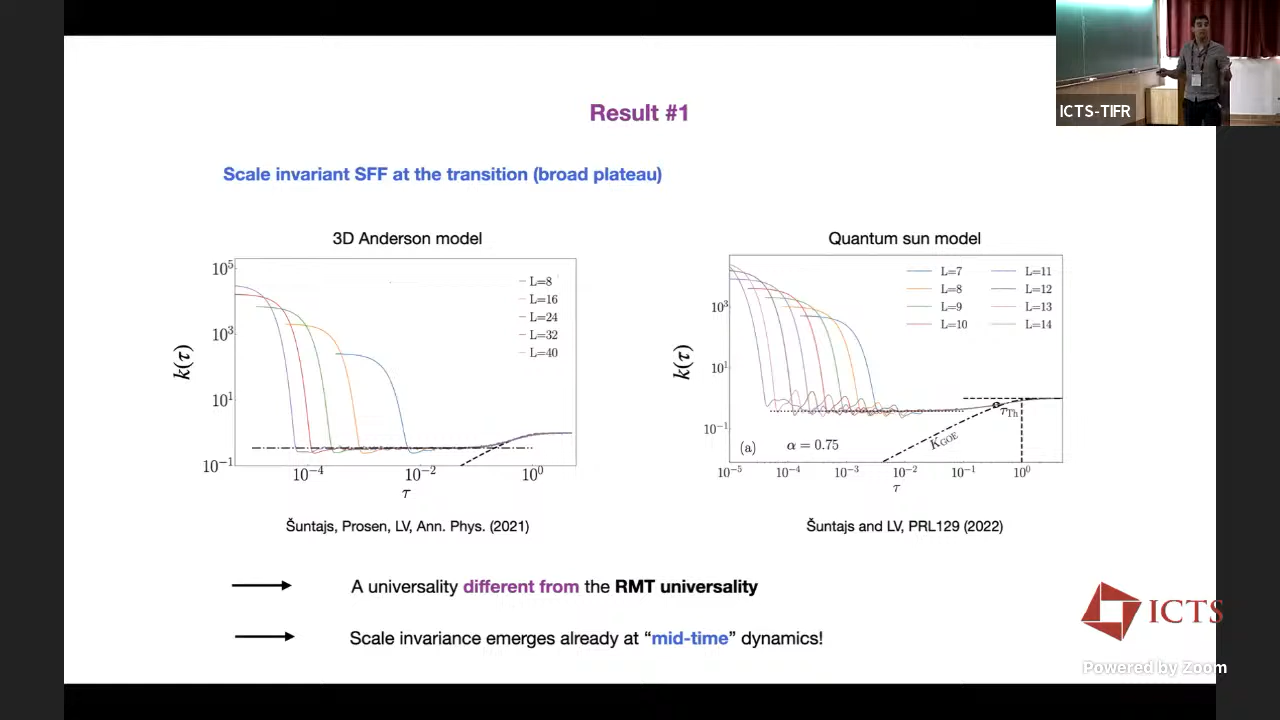 Result #1
ICTS-TIFR
Scale invariant SFF at the transition (broad plateau)
3D Anderson model
10^5
10^3
10^1
10^-1
k(τ)
L=8
L=16
L=24
L=32
L=40
10^-4
10^-2
10^0
τ
Šuntajs, Prosen, LV, Ann. Phys. (2021)
Quantum sun model
10^3
10^1
10^-1
k(τ)
L=7
L=8
L=9
L=10
L=11
L=12
L=13
L=14
τ_Th
K_GOE
(a)
α = 0.75
10^-5
10^-4
10^-3
10^-2
10^-1
10^0
τ
Šuntajs and LV, PRL129 (2022)
A universality different from the RMT universality
Scale invariance emerges already at “mid-time” dynamics!
ICTS
Powered by Zoom